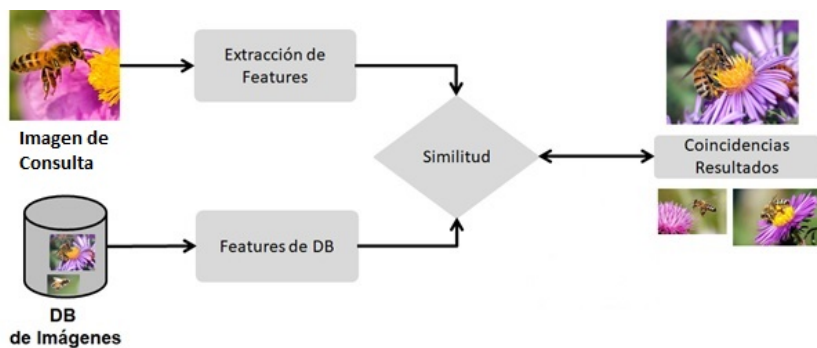 Extracción de
Features
Imagen de
Consulta
Similitud
Coincidencias
Resultados
Features de DB
DB
de Imágenes